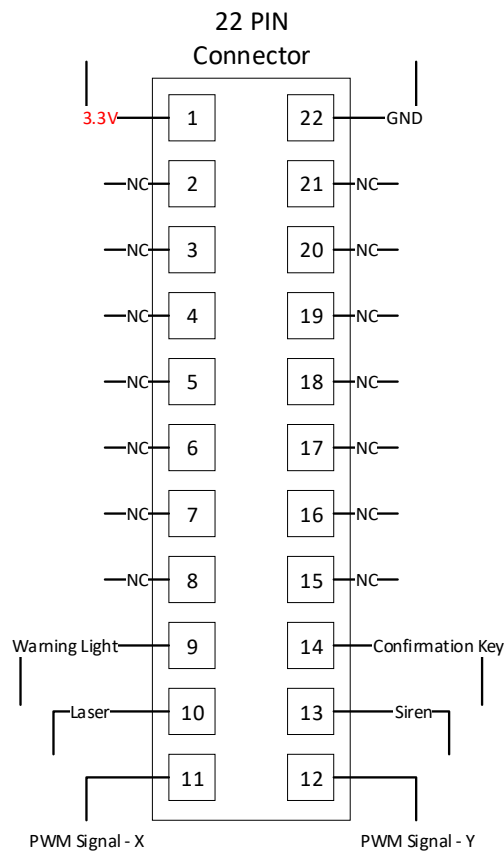 22 PIN
Connector
3.3V 1 22 GND
NC 2 21 NC
NC 3 20 NC
NC 4 19 NC
NC 5 18 NC
NC 6 17 NC
NC 7 16 NC
NC 8 15 NC
Warning Light 9 14 Confirmation Key
Laser 10 13 Siren
11 12
PWM Signal - X PWM Signal - Y